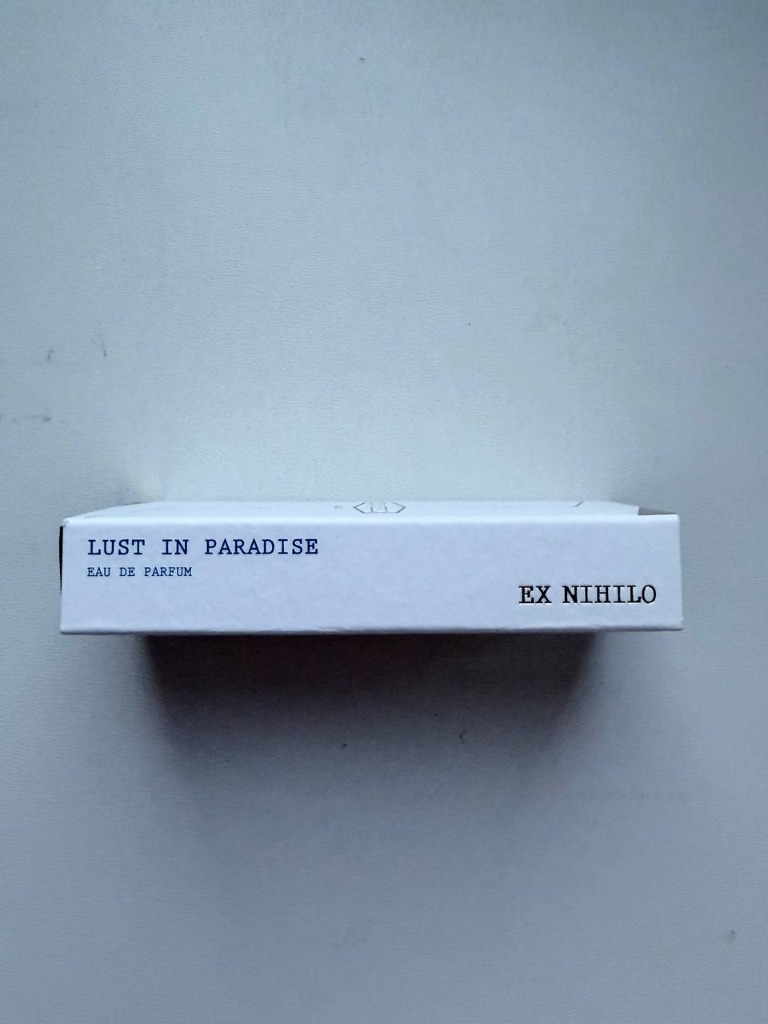 LUST IN PARADISE
EAU DE PARFUM
EX NIHILO